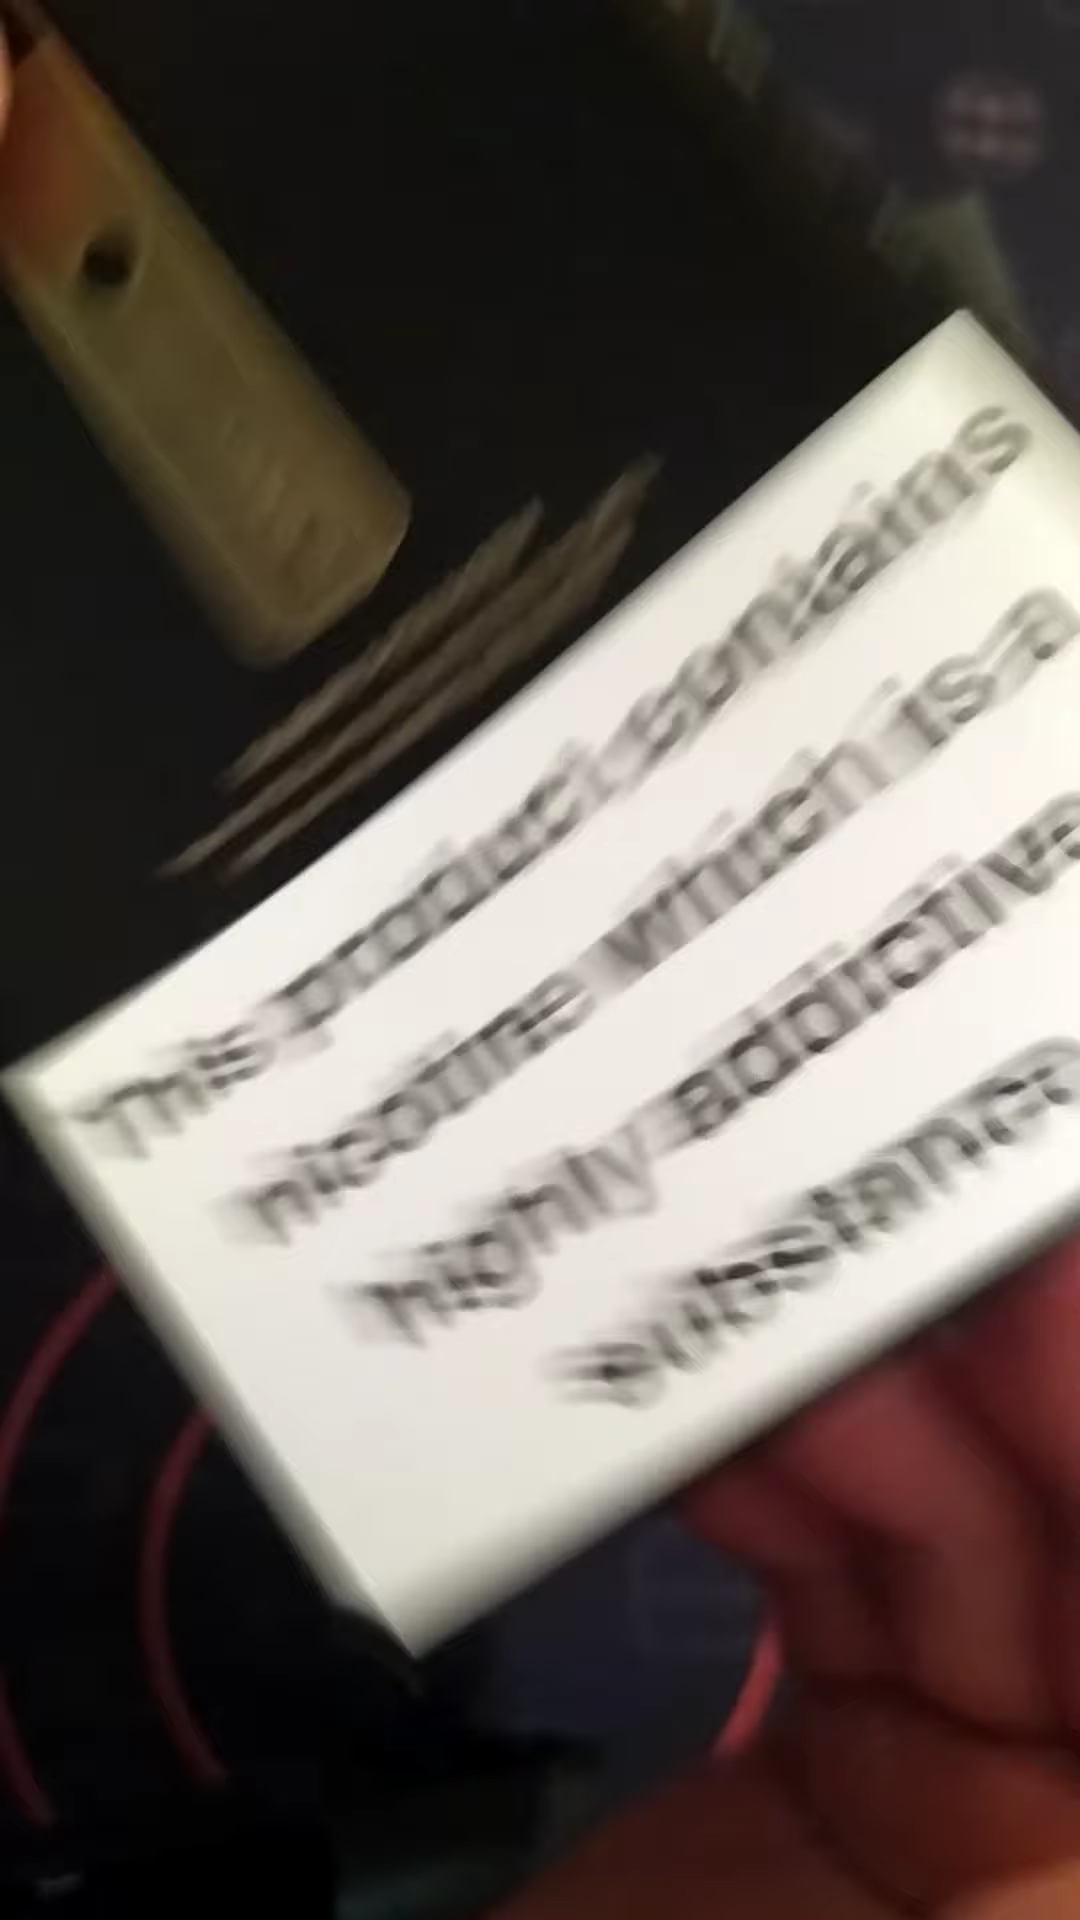 This product contains
nicotine which is a
highly addictive
substance